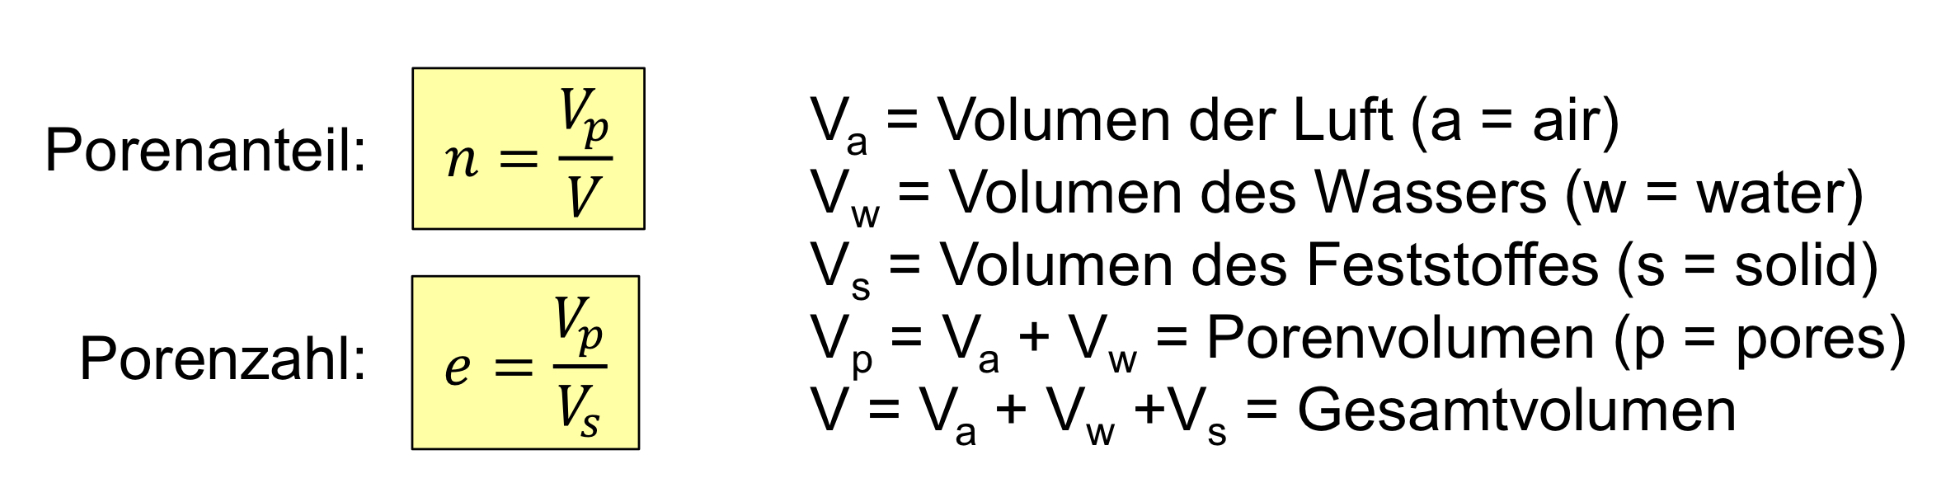 Porenanteil: n = V_p / V
Porenzahl: e = V_p / V_s
V_a = Volumen der Luft (a = air)
V_w = Volumen des Wassers (w = water)
V_s = Volumen des Feststoffes (s = solid)
V_p = V_a + V_w = Porenvolumen (p = pores)
V = V_a + V_w +V_s = Gesamtvolumen